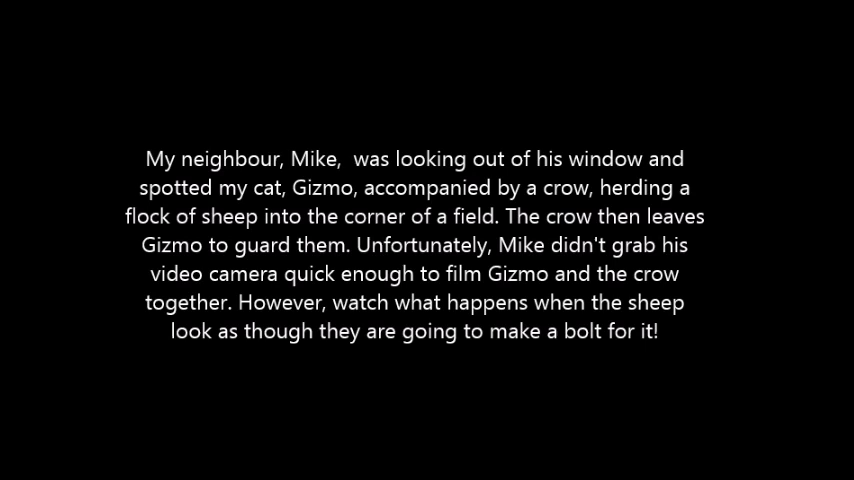 My neighbour, Mike,  was looking out of his window and
spotted my cat, Gizmo, accompanied by a crow, herding a
flock of sheep into the corner of a field. The crow then leaves
Gizmo to guard them. Unfortunately, Mike didn't grab his
video camera quick enough to film Gizmo and the crow
together. However, watch what happens when the sheep
look as though they are going to make a bolt for it!